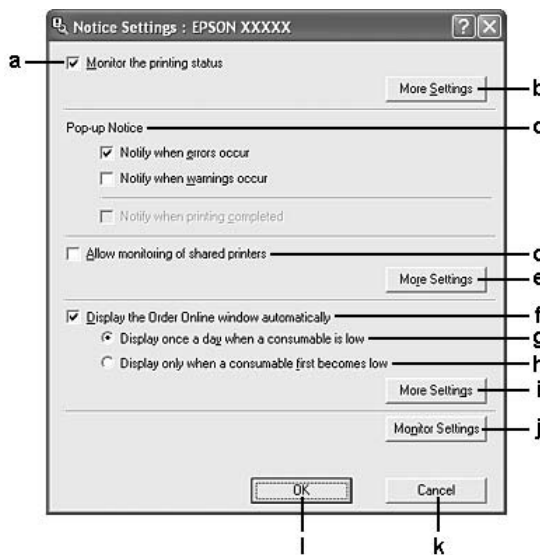 Notice Settings : EPSON XXXXX
a
Monitor the printing status
More Settings
b
Pop-up Notice
Notify when errors occur
Notify when warnings occur
Notify when printing completed
Allow monitoring of shared printers
More Settings
e
Display the Order Online window automatically
f
Display once a day when a consumable is low
g
Display only when a consumable first becomes low
h
More Settings
i
Monitor Settings
j
OK
Cancel
l
k